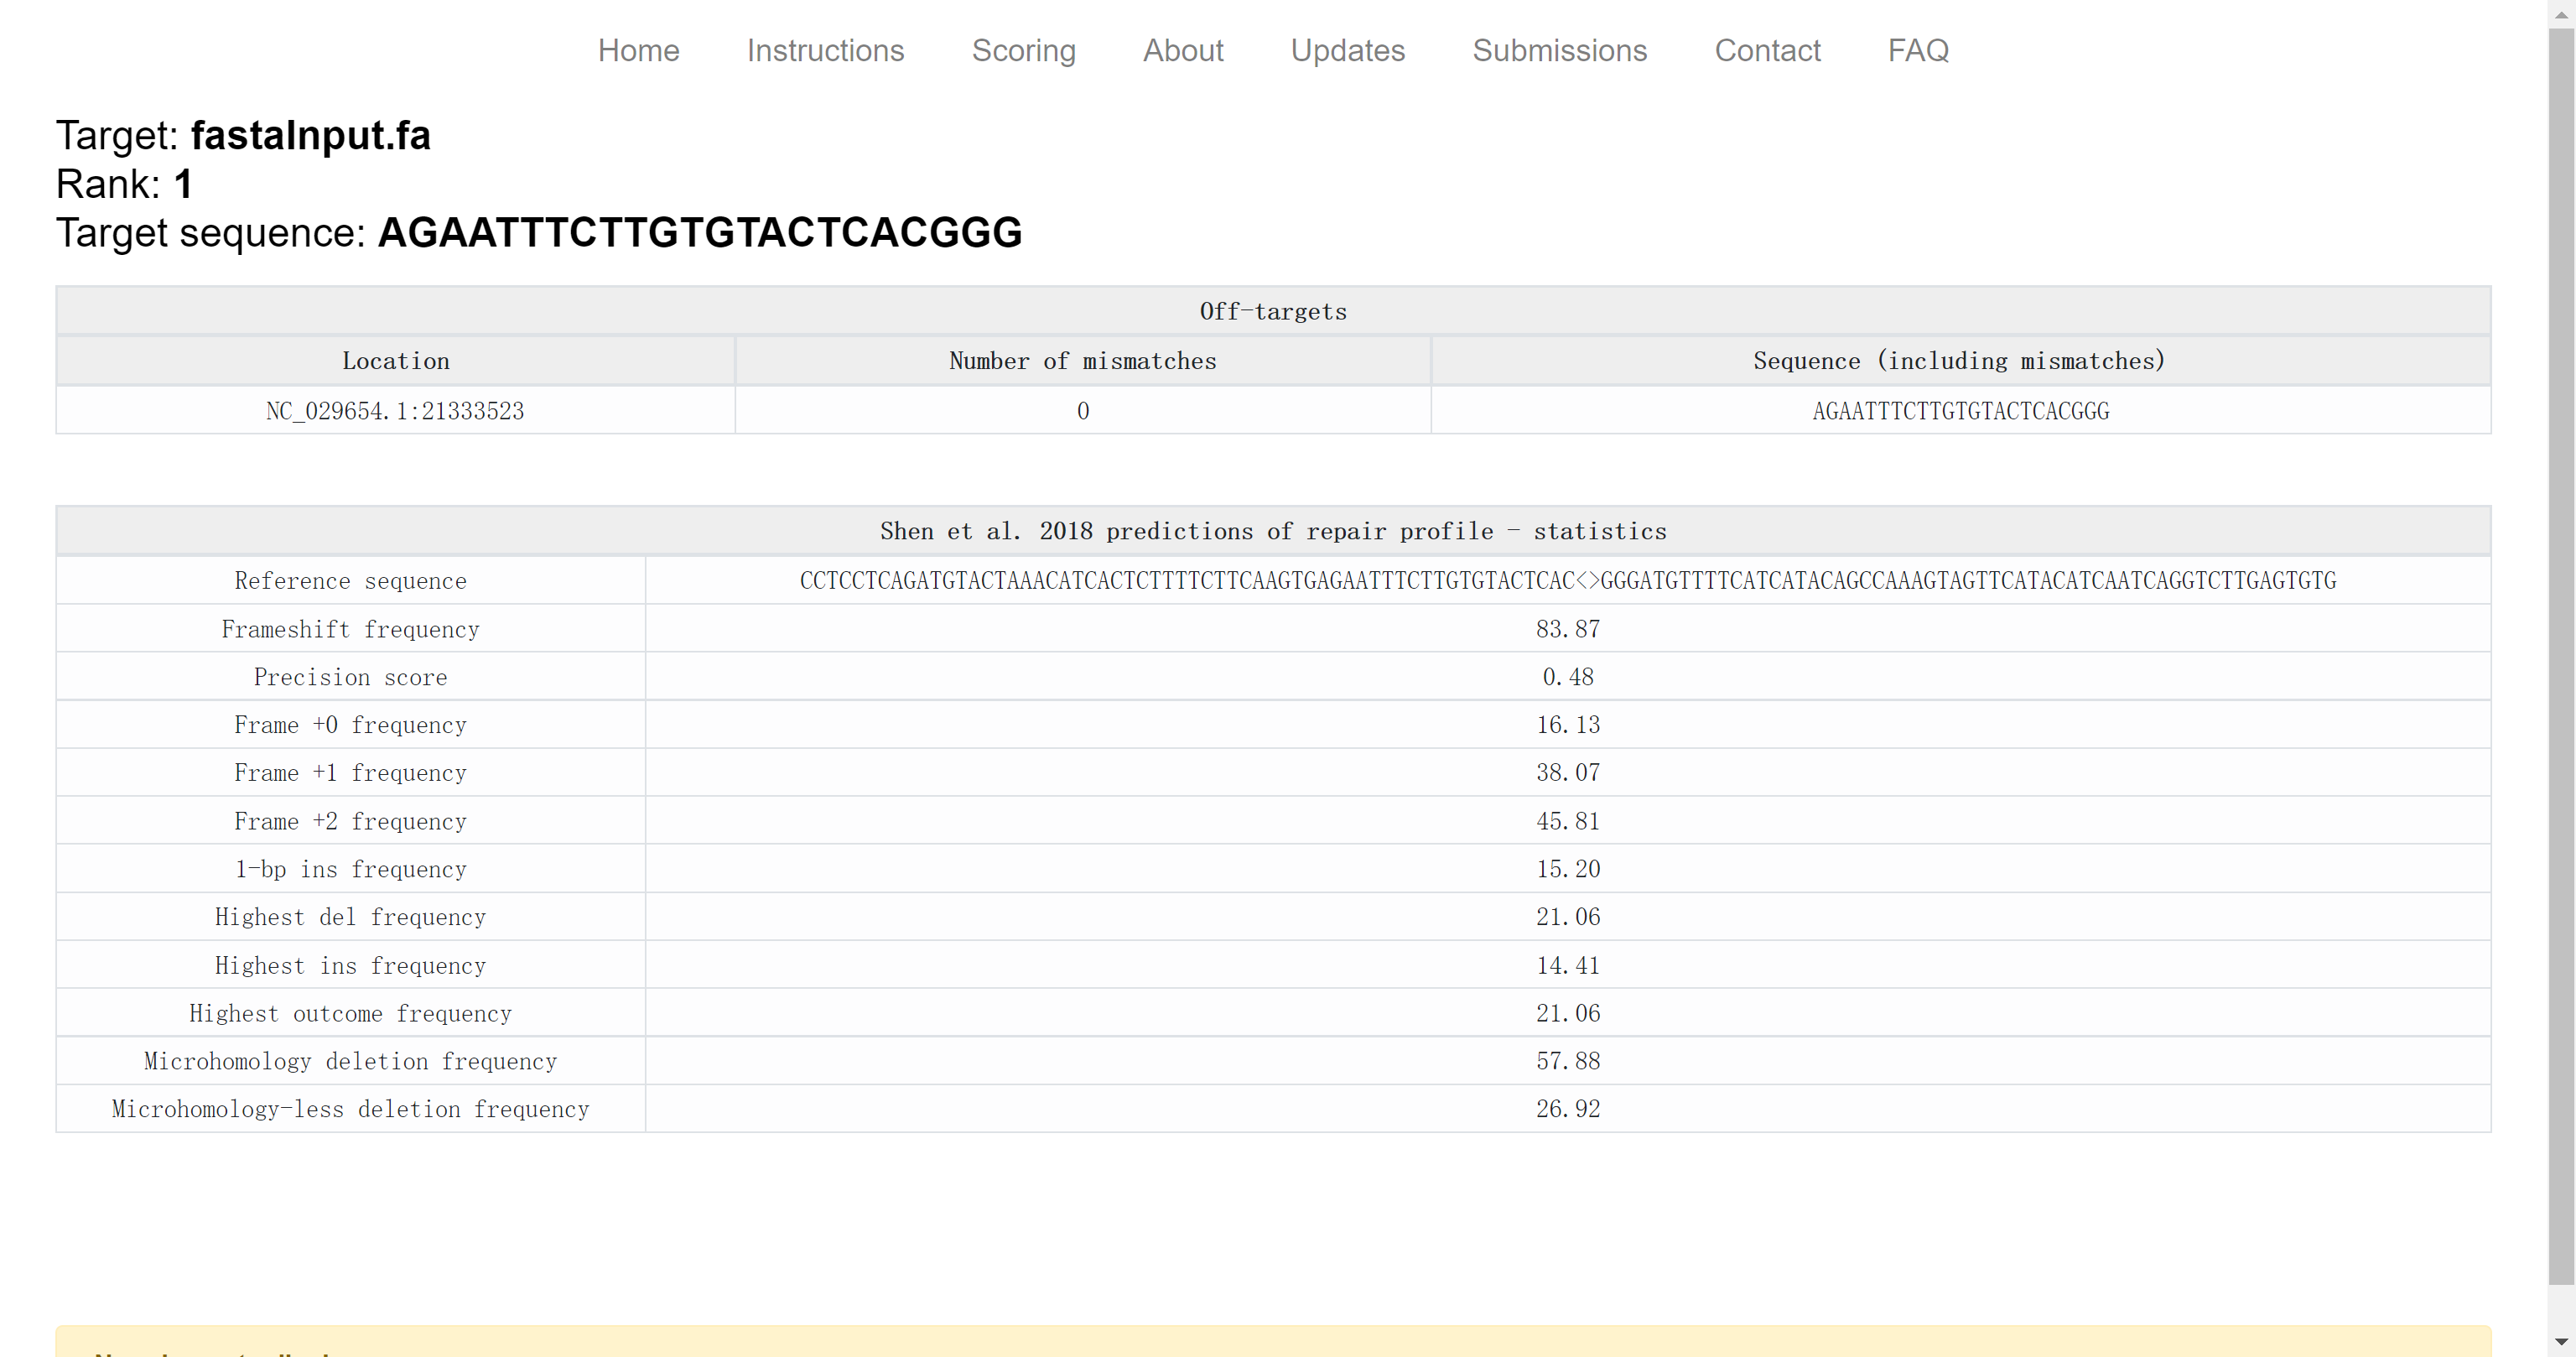 Home Instructions Scoring About Updates Submissions Contact FAQ
Target: fastaInput.fa
Rank: 1
Target sequence: AGAATTTCTTGTGTACTCACGGG
Off-targets
Location Number of mismatches Sequence (including mismatches)
NC_029654.1:21333523 0 AGAATTTCTTGTGTACTCACGGG
Shen et al. 2018 predictions of repair profile - statistics
Reference sequence CCTCCTCAGATGTACTAAACATCACTCTTTTCTTCAAGTGAGAATTTCTTGTGTACTCAC<>GGGATGTTTTCATCATACAGCCAAAGTAGTTCATACATCAATCAGGTCTTGAGTGTG
Frameshift frequency 83.87
Precision score 0.48
Frame +0 frequency 16.13
Frame +1 frequency 38.07
Frame +2 frequency 45.81
1-bp ins frequency 15.20
Highest del frequency 21.06
Highest ins frequency 14.41
Highest outcome frequency 21.06
Microhomology deletion frequency 57.88
Microhomology-less deletion frequency 26.92